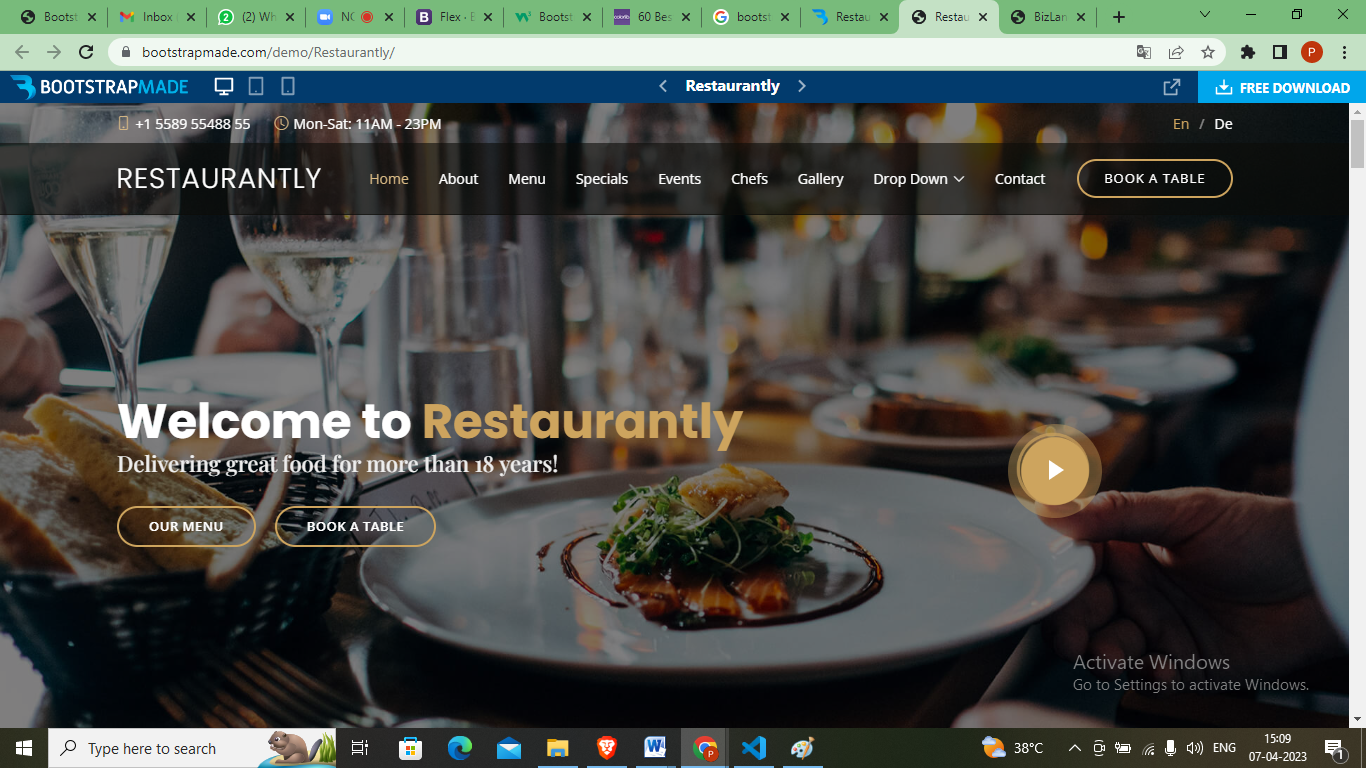 Bootst
Inbox
(2) Wh
NC
Flex · B
Bootst
colorlib
60 Bes
bootst
Restau
Restau
BizLan
bootstrapmade.com/demo/Restaurantly/
P
BOOTSTRAPMADE
Restaurantly
FREE DOWNLOAD
+1 5589 55488 55
Mon-Sat: 11AM - 23PM
En / De
RESTAURANTLY
Home
About
Menu
Specials
Events
Chefs
Gallery
Drop Down
Contact
BOOK A TABLE
Welcome to Restaurantly
Delivering great food for more than 18 years!
OUR MENU
BOOK A TABLE
Activate Windows
Go to Settings to activate Windows.
Type here to search
38°C
ENG
15:09
07-04-2023
1